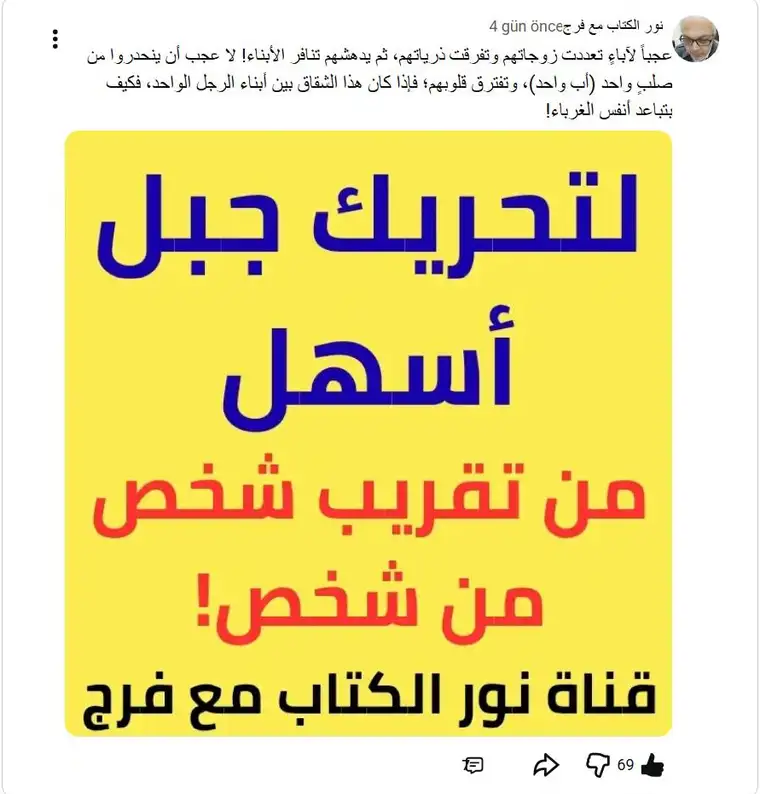 نور الكتاب مع فرج 4 gün önce
عجباً لآباءٍ تعددت زوجاتهم وتفرقت ذرياتهم، ثم يدهشهم تنافر الأبناء! لا عجب أن ينحدروا من
صلبٍ واحد (أب واحد)، وتفترق قلوبهم؛ فإذا كان هذا الشقاق بين أبناء الرجل الواحد، فكيف
بتباعد أنفس الغرباء!
لتحريك جبل
أسهل
من تقريب شخص
من شخص!
قناة نور الكتاب مع فرج
69